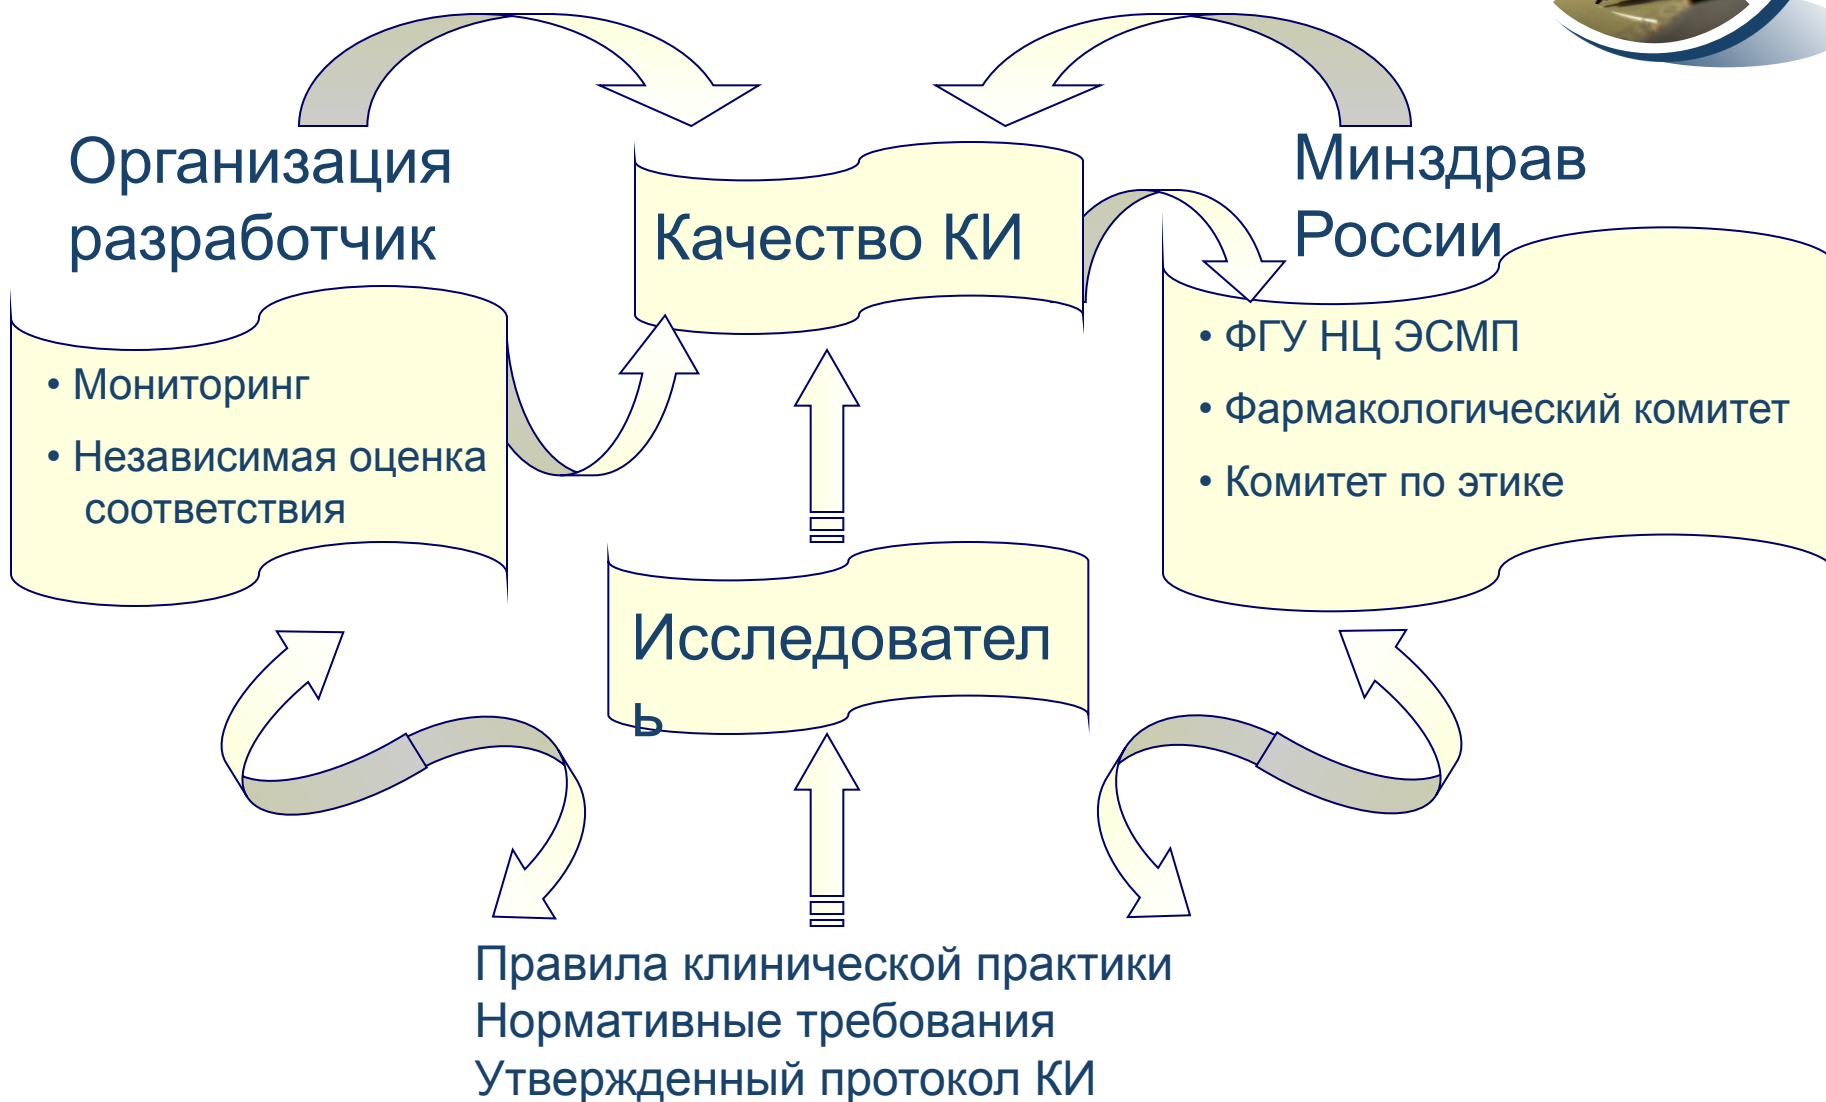 Организация
разработчик
• Мониторинг
• Независимая оценка
соответствия
Качество КИ
Минздрав
России
• ФГУ НЦ ЭСМП
• Фармакологический комитет
• Комитет по этике
Исследовател
ь
Правила клинической практики
Нормативные требования
Утвержденный протокол КИ